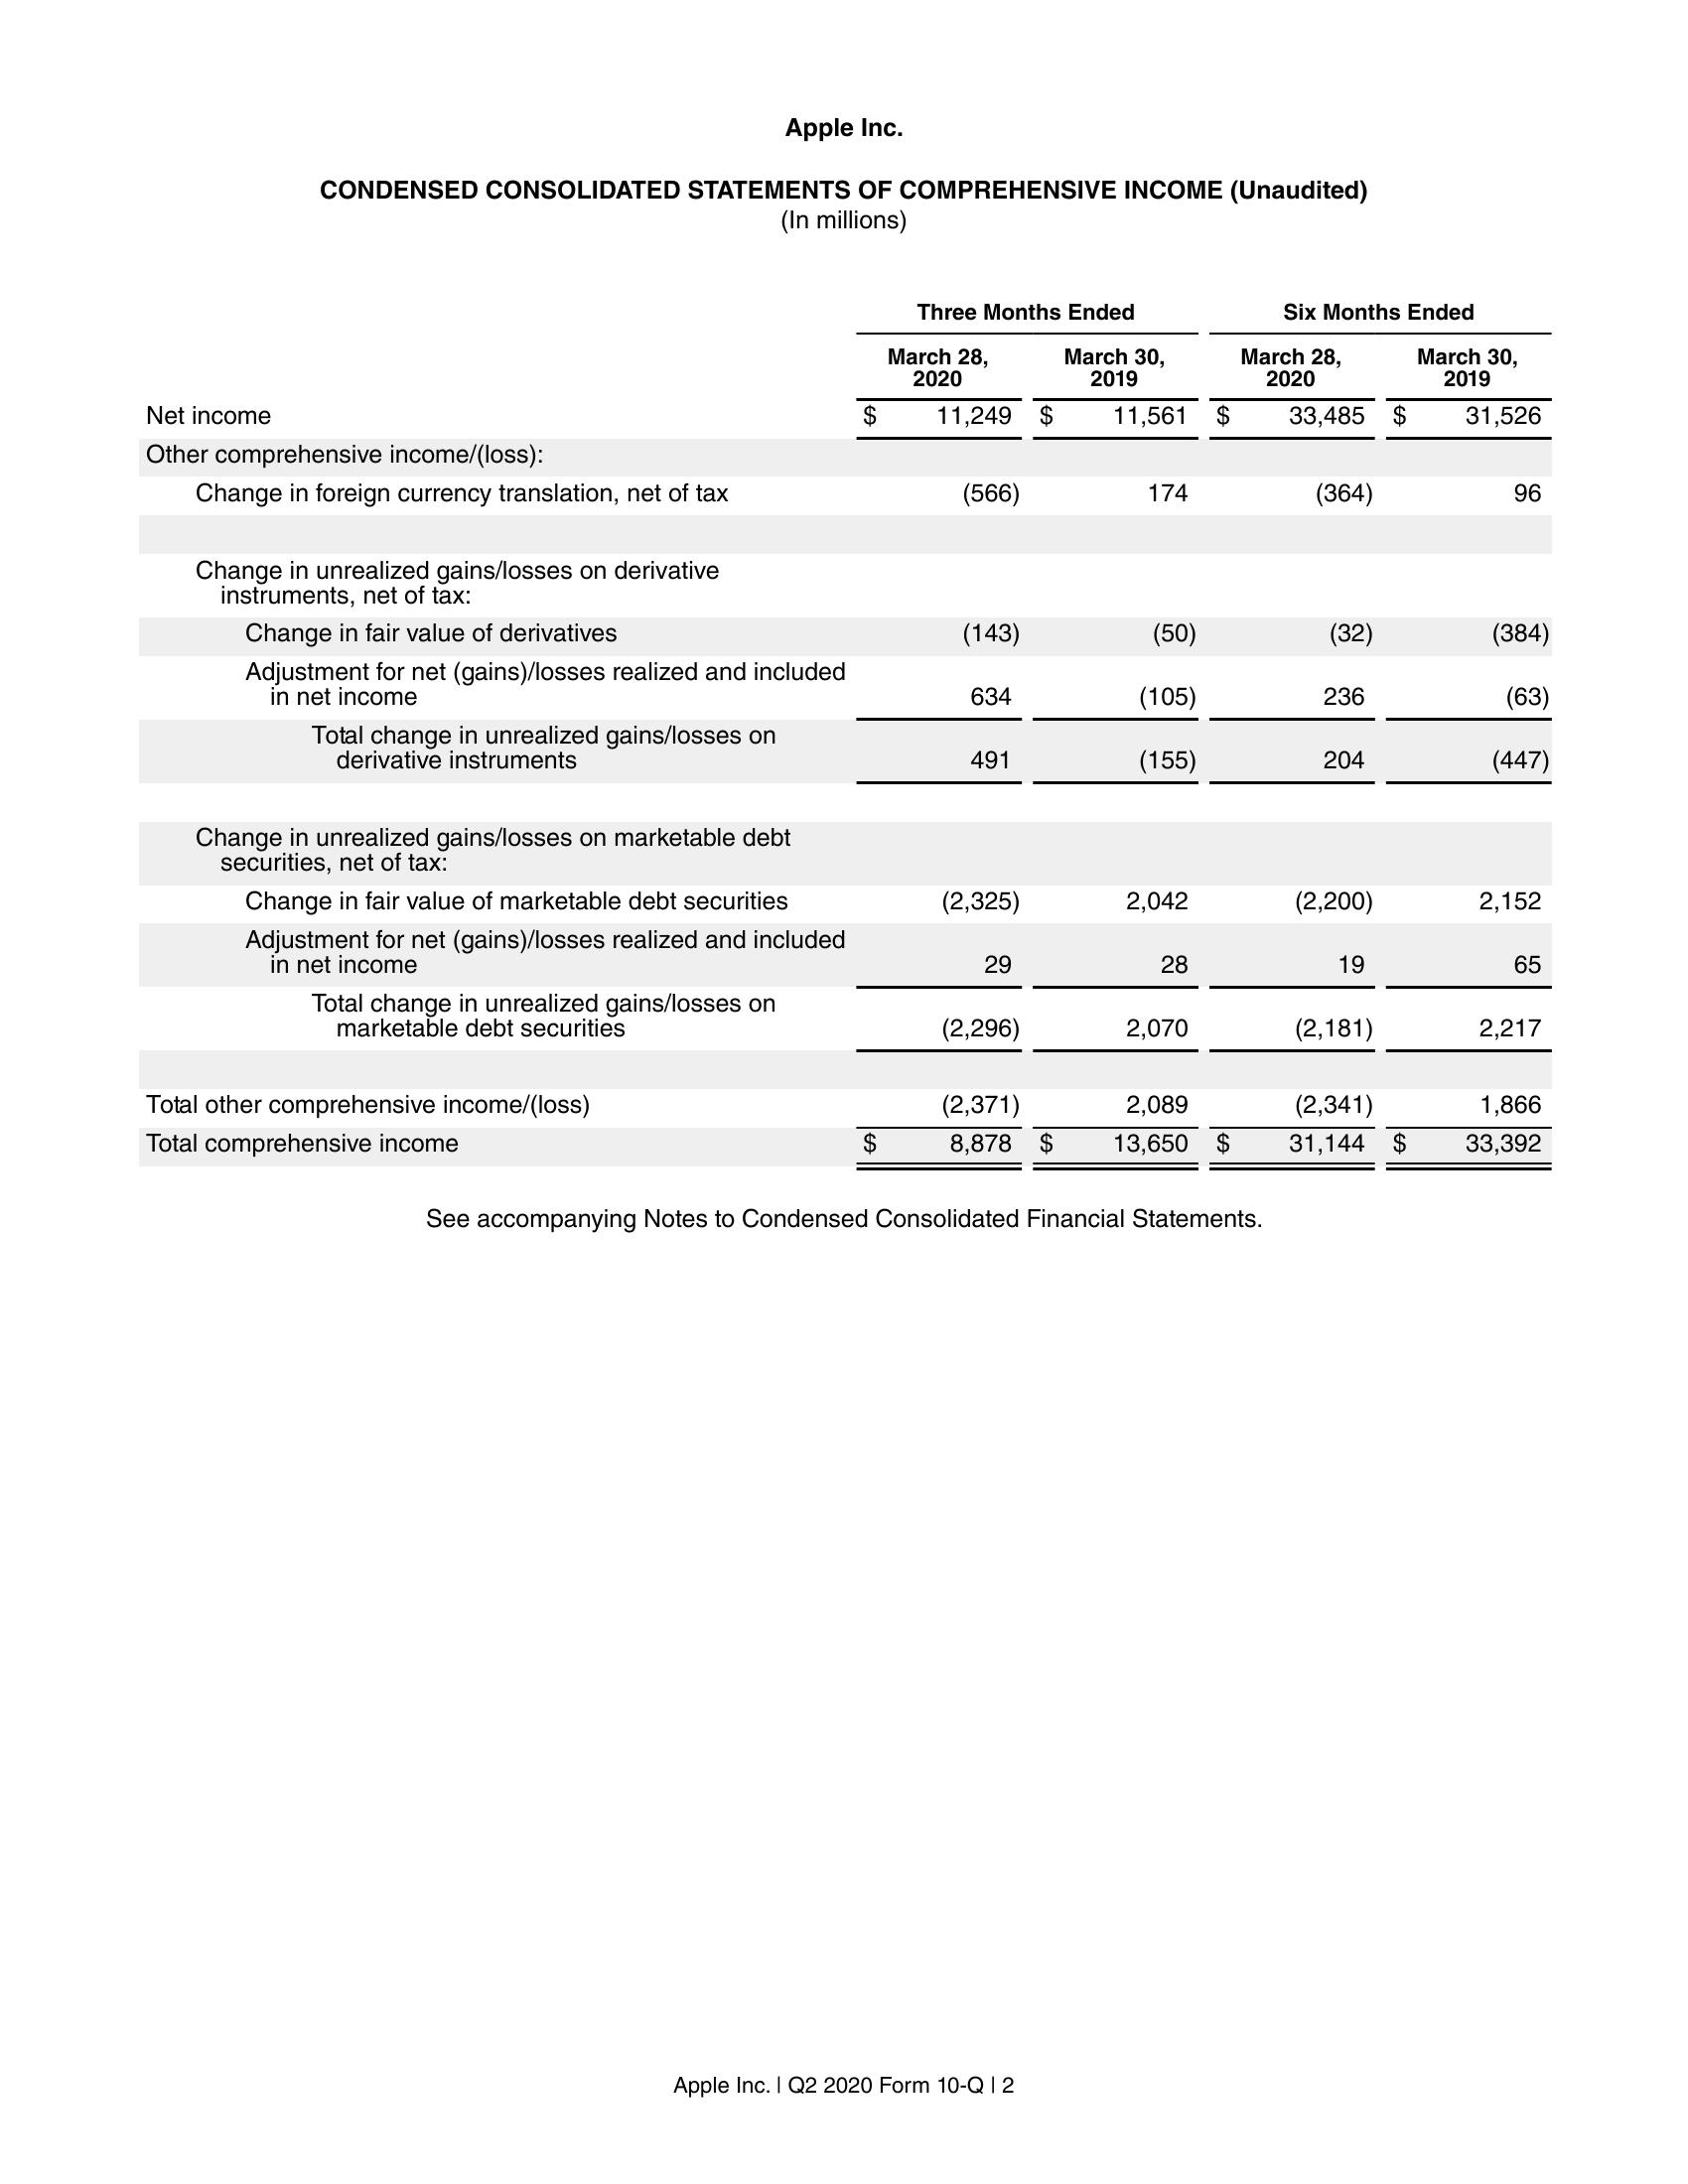 Apple Inc.
CONDENSED CONSOLIDATED STATEMENTS OF COMPREHENSIVE INCOME (Unaudited)
(In millions)
Three Months Ended Six Months Ended
March 28, 2020 March 30, 2019 March 28, 2020 March 30, 2019
Net income $ 11,249 $ 11,561 $ 33,485 $ 31,526
Other comprehensive income/(loss):
Change in foreign currency translation, net of tax (566) 174 (364) 96
Change in unrealized gains/losses on derivative
instruments, net of tax:
Change in fair value of derivatives (143) (50) (32) (384)
Adjustment for net (gains)/losses realized and included
in net income 634 (105) 236 (63)
Total change in unrealized gains/losses on
derivative instruments 491 (155) 204 (447)
Change in unrealized gains/losses on marketable debt
securities, net of tax:
Change in fair value of marketable debt securities (2,325) 2,042 (2,200) 2,152
Adjustment for net (gains)/losses realized and included
in net income 29 28 19 65
Total change in unrealized gains/losses on
marketable debt securities (2,296) 2,070 (2,181) 2,217
Total other comprehensive income/(loss) (2,371) 2,089 (2,341) 1,866
Total comprehensive income $ 8,878 $ 13,650 $ 31,144 $ 33,392
See accompanying Notes to Condensed Consolidated Financial Statements.
Apple Inc. | Q2 2020 Form 10-Q | 2